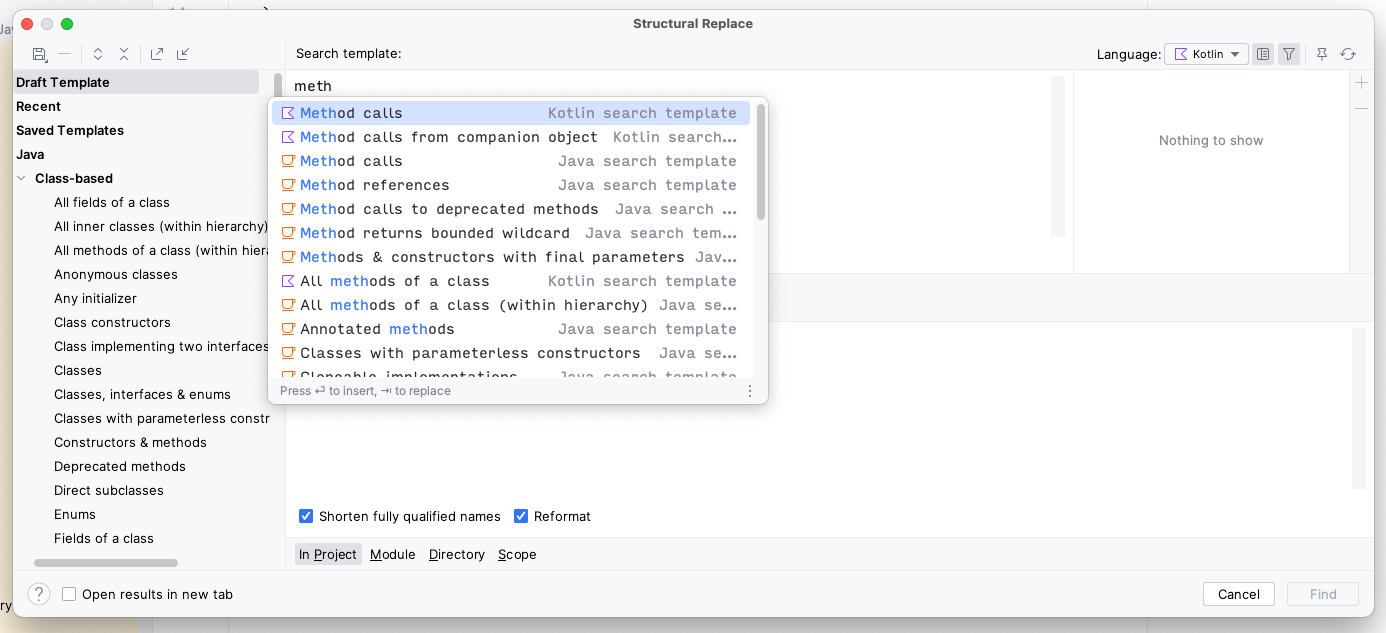 Structural Replace
Search template:
Language: Kotlin
Draft Template
Recent
Saved Templates
Java
Class-based
All fields of a class
All inner classes (within hierarchy)
All methods of a class (within hiera
Anonymous classes
Any initializer
Class constructors
Class implementing two interfaces
Classes
Classes, interfaces & enums
Classes with parameterless constr
Constructors & methods
Deprecated methods
Direct subclasses
Enums
Fields of a class
meth
Method calls Kotlin search template
Method calls from companion object Kotlin search...
Method calls Java search template
Method references Java search template
Method calls to deprecated methods Java search ...
Method returns bounded wildcard Java search tem...
Methods & constructors with final parameters Jav...
All methods of a class Kotlin search template
All methods of a class (within hierarchy) Java se...
Annotated methods Java search template
Classes with parameterless constructors Java se...
Cloneable implementations Java search template
Press ⏎ to insert, ⇥ to replace
Nothing to show
Shorten fully qualified names Reformat
In Project Module Directory Scope
? Open results in new tab
Cancel Find